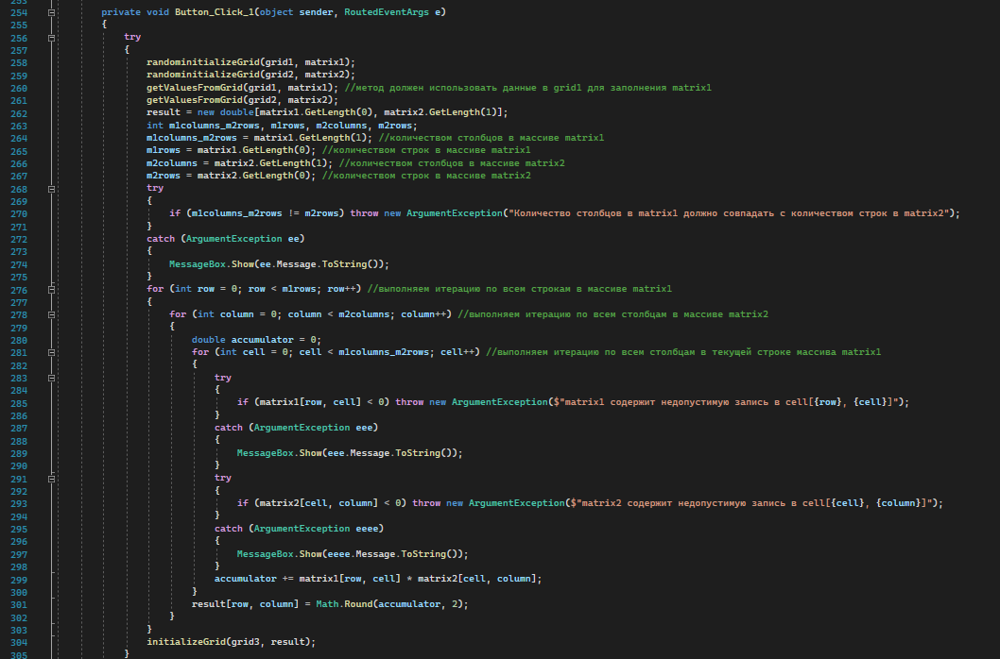 253
254 private void Button_Click_1(object sender, RoutedEventArgs e)
255 {
256 try
257 {
258 randominitializeGrid(grid1, matrix1);
259 randominitializeGrid(grid2, matrix2);
260 getValuesFromGrid(grid1, matrix1); //метод должен использовать данные в grid1 для заполнения matrix1
261 getValuesFromGrid(grid2, matrix2);
262 result = new double[matrix1.GetLength(0), matrix2.GetLength(1)];
263 int m1columns_m2rows, m1rows, m2columns, m2rows;
264 m1columns_m2rows = matrix1.GetLength(1); //количеством столбцов в массиве matrix1
265 m1rows = matrix1.GetLength(0); //количеством строк в массиве matrix1
266 m2columns = matrix2.GetLength(1); //количеством столбцов в массиве matrix2
267 m2rows = matrix2.GetLength(0); //количеством строк в массиве matrix2
268 try
269 {
270 if (m1columns_m2rows != m2rows) throw new ArgumentException("Количество столбцов в matrix1 должно совпадать с количеством строк в matrix2");
271 }
272 catch (ArgumentException ee)
273 {
274 MessageBox.Show(ee.Message.ToString());
275 }
276 for (int row = 0; row < m1rows; row++) //выполняем итерацию по всем строкам в массиве matrix1
277 {
278 for (int column = 0; column < m2columns; column++) //выполняем итерацию по всем столбцам в массиве matrix2
279 {
280 double accumulator = 0;
281 for (int cell = 0; cell < m1columns_m2rows; cell++) //выполняем итерацию по всем столбцам в текущей строке массива matrix1
282 {
283 try
284 {
285 if (matrix1[row, cell] < 0) throw new ArgumentException($"matrix1 содержит недопустимую запись в cell[{row}, {cell}]");
286 }
287 catch (ArgumentException eee)
288 {
289 MessageBox.Show(eee.Message.ToString());
290 }
291 try
292 {
293 if (matrix2[cell, column] < 0) throw new ArgumentException($"matrix2 содержит недопустимую запись в cell[{cell}, {column}]");
294 }
295 catch (ArgumentException eeee)
296 {
297 MessageBox.Show(eeee.Message.ToString());
298 }
299 accumulator += matrix1[row, cell] * matrix2[cell, column];
300 }
301 result[row, column] = Math.Round(accumulator, 2);
302 }
303 }
304 initializeGrid(grid3, result);
305 }